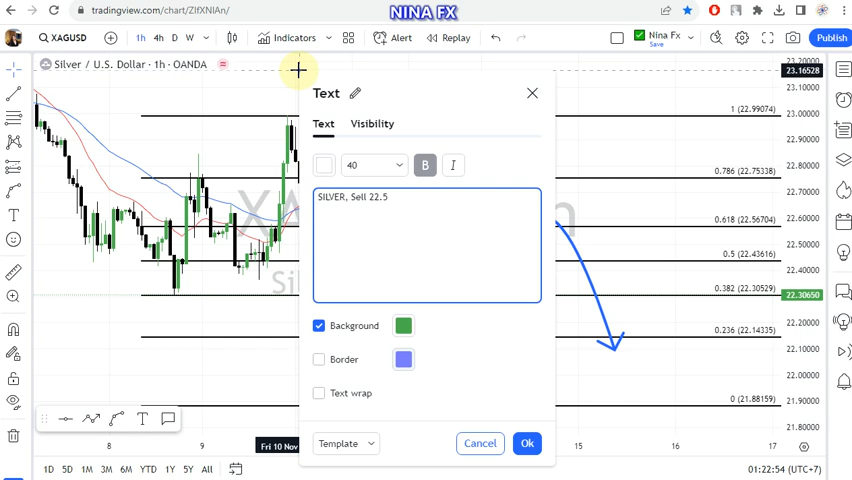 NINA FX
tradingview.com/chart/ZIfXNIAn/
XAGUSD
1h 4h D W
Indicators
Alert
Replay
Nina Fx
Save
Publish
Silver / U.S. Dollar · 1h · OANDA
Text
Text Visibility
40
B
I
SILVER, Sell 22.5
Background
Border
Text wrap
Template
Cancel
Ok
1 (22.99074)
0.786 (22.75338)
0.618 (22.56704)
0.5 (22.43616)
0.382 (22.30529)
0.236 (22.14335)
0 (21.88159)
23.20000
23.16528
23.10000
23.00000
22.90000
22.80000
22.70000
22.60000
22.50000
22.40000
22.30650
22.20000
22.10000
22.00000
21.90000
21.80000
8 9 Fri 10 Nov 15 16 17
1D 5D 1M 3M 6M YTD 1Y 5Y All
01:22:54 (UTC+7)